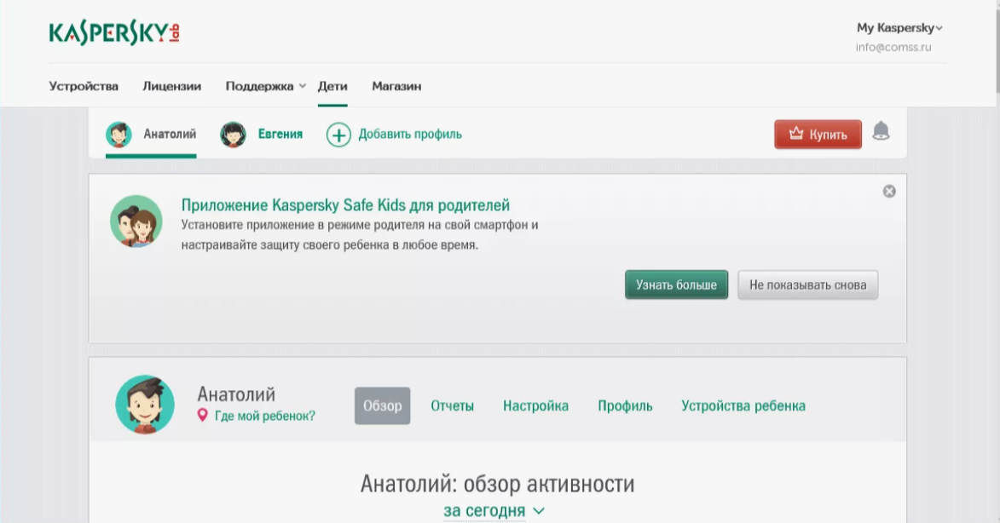 KASPERSKY lab
My Kaspersky
info@comss.ru
Устройства Лицензии Поддержка Дети Магазин
Анатолий Евгения Добавить профиль Купить
Приложение Kaspersky Safe Kids для родителей
Установите приложение в режиме родителя на свой смартфон и
настраивайте защиту своего ребенка в любое время.
Узнать больше Не показывать снова
Анатолий
Где мой ребенок?
Обзор Отчеты Настройка Профиль Устройства ребенка
Анатолий: обзор активности
за сегодня